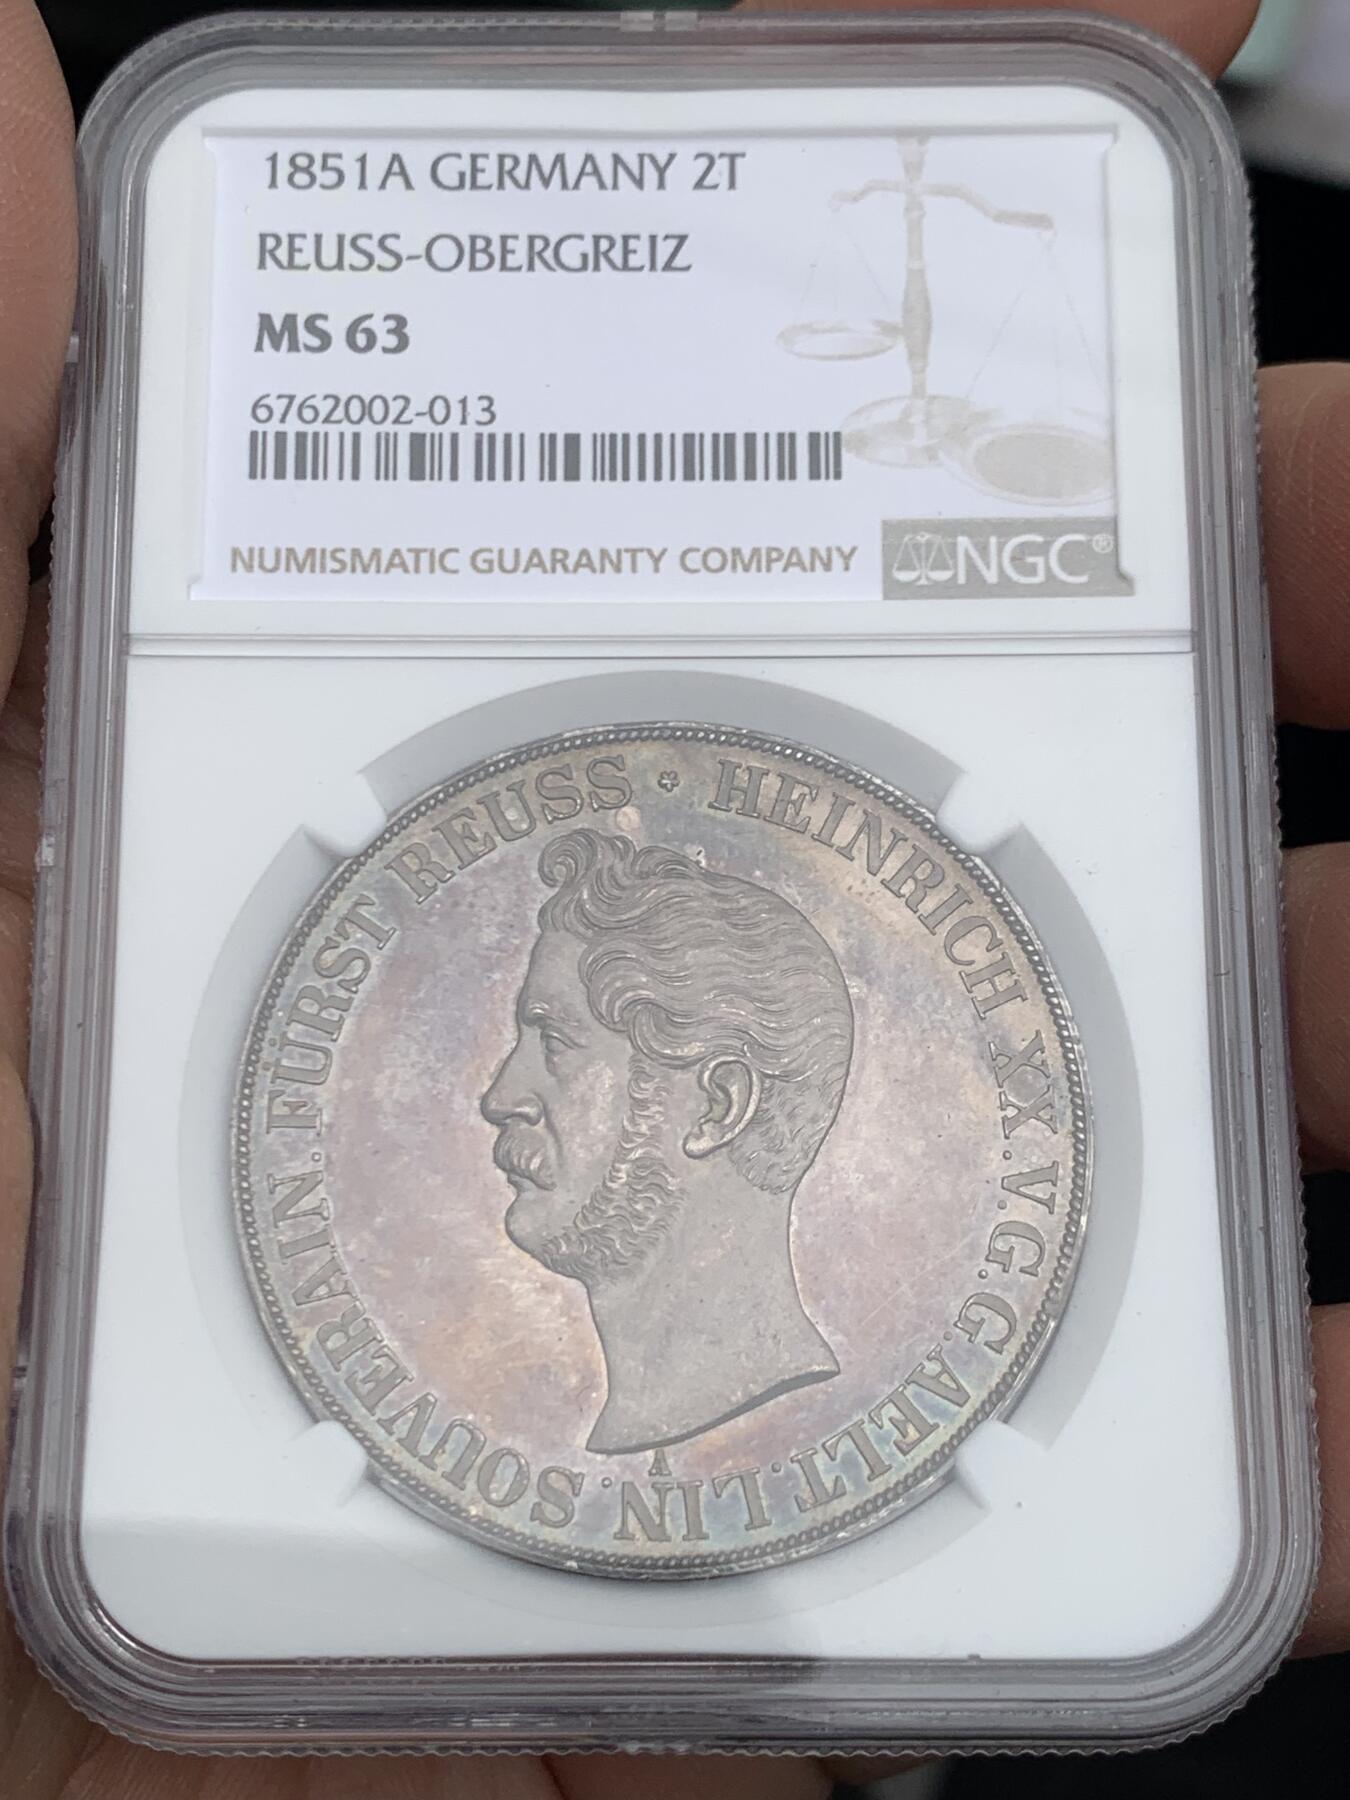 1851A GERMANY 2T
REUSS-OBERGREIZ
MS 63
6762002-013
NUMISMATIC GUARANTY COMPANY
NGC®
HEINRICH XX.V.G.G.AELT.LIN.SOUVERAIN.FÜRST REUSS
A